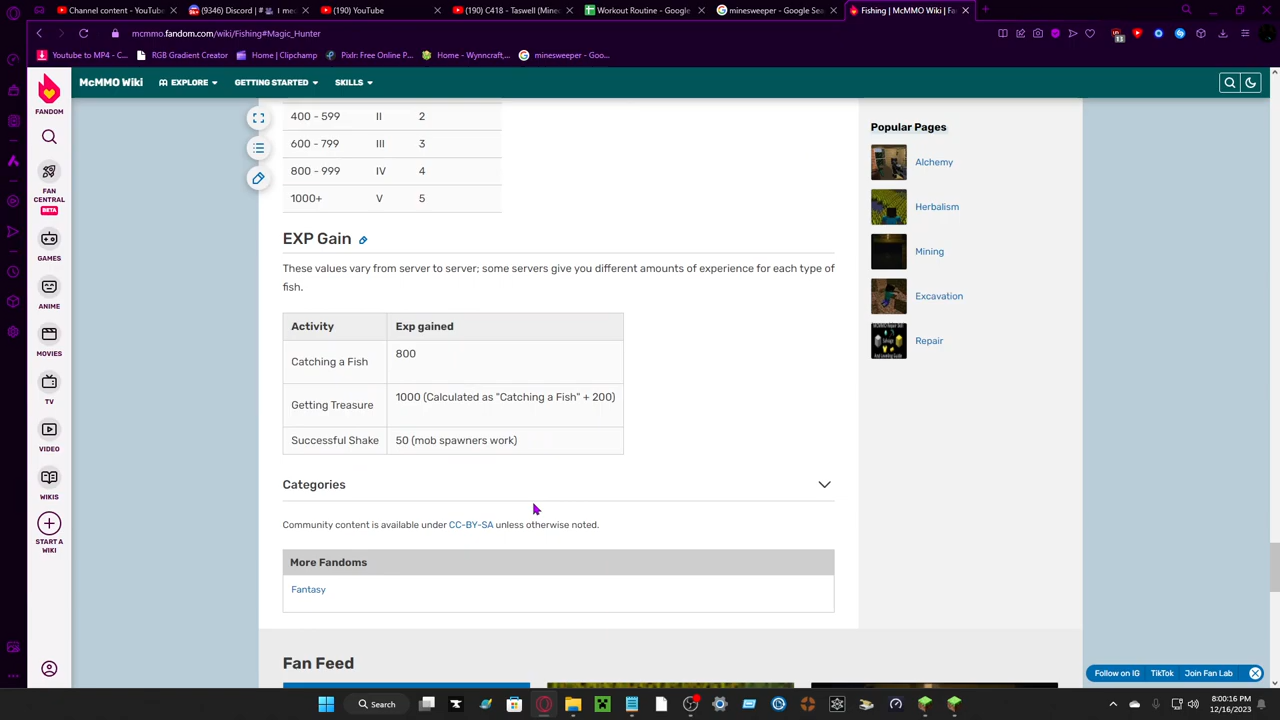 Channel content - YouTube
(9346) Discord | #
I med
(190) YouTube
(190) C418 - Taswell (Minec
Workout Routine - Google
minesweeper - Google Sea
Fishing | McMMO Wiki | Fa
mcmmo.fandom.com/wiki/Fishing#Magic_Hunter
Youtube to MP4 - C...
RGB Gradient Creator
Home | Clipchamp
Pixlr: Free Online P...
Home - Wynncraft,...
minesweeper - Goo...
McMMO Wiki
EXPLORE
GETTING STARTED
SKILLS
FANDOM
FAN CENTRAL
BETA
GAMES
ANIME
MOVIES
TV
VIDEO
WIKIS
START A WIKI
400 - 599 II 2
600 - 799 III 3
800 - 999 IV 4
1000+ V 5
EXP Gain
These values vary from server to server; some servers give you different amounts of experience for each type of
fish.
Activity Exp gained
Catching a Fish 800
Getting Treasure 1000 (Calculated as "Catching a Fish" + 200)
Successful Shake 50 (mob spawners work)
Categories
Community content is available under CC-BY-SA unless otherwise noted.
More Fandoms
Fantasy
Fan Feed
Popular Pages
Alchemy
Herbalism
Mining
Excavation
Repair
Follow on IG TikTok Join Fan Lab
Search
8:00:16 PM
12/16/2023